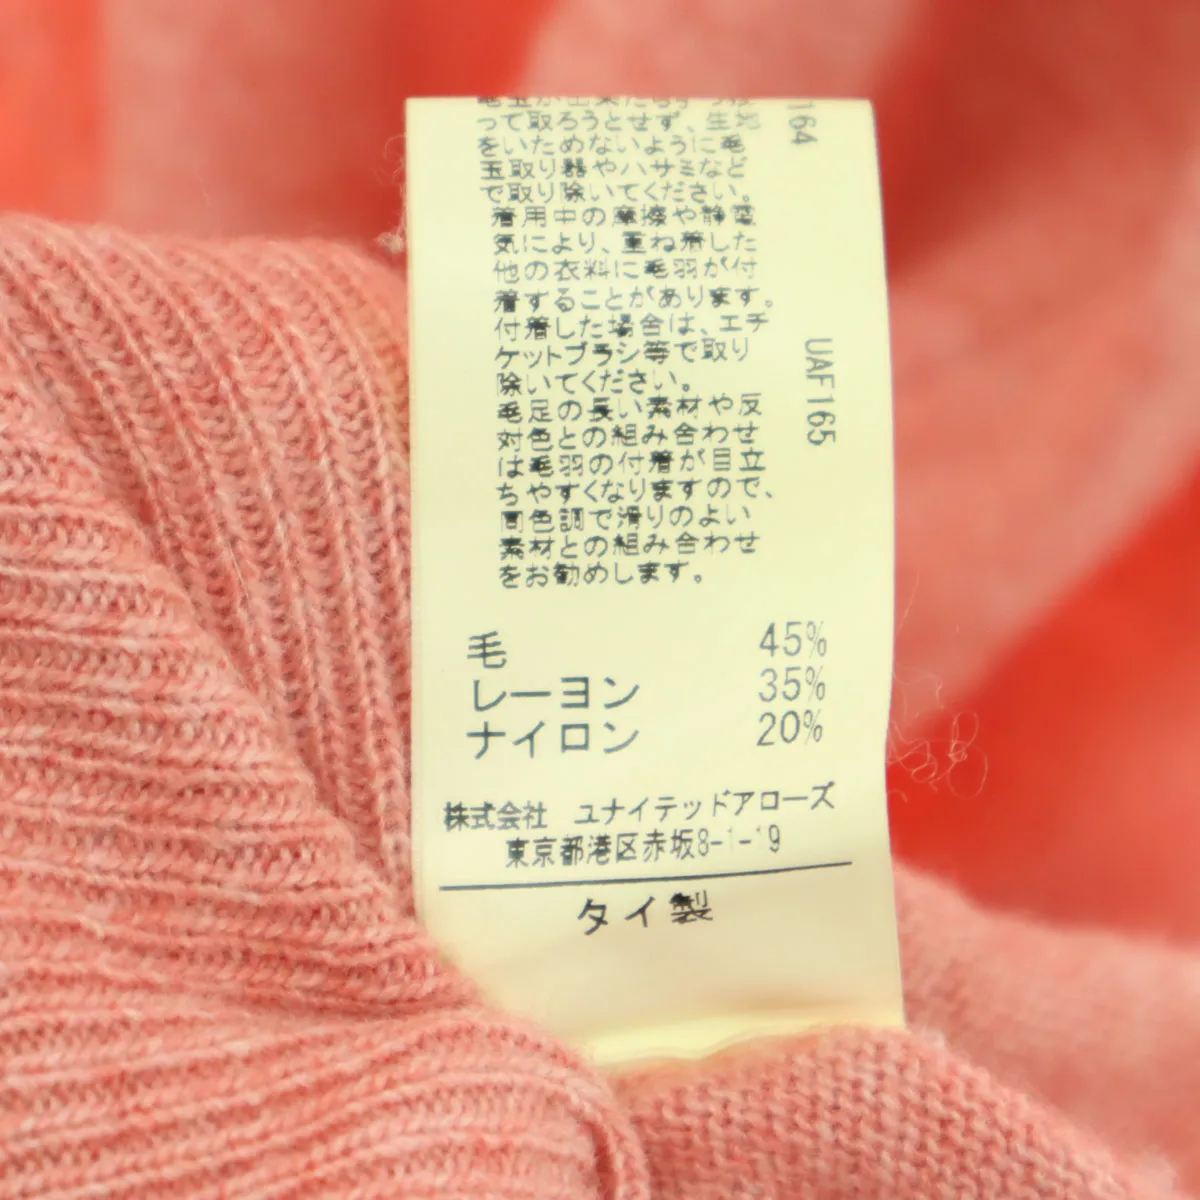 って取ろうとせず、生地
をいためないように毛
玉取り器やハサミなど
で取り除いてください。
着用中の摩擦や静電
気により、重ね着した
他の衣料に毛羽が付
着することがあります。
付着した場合は、エチ
ケットブラシ等で取り
除いてください。
毛足の長い素材や反
対色との組み合わせ
は毛羽の付着が目立
ちやすくなりますので、
同色調で滑りのよい
素材との組み合わせ
をお勧めします。
164
UAF165
毛 45%
レーヨン 35%
ナイロン 20%
株式会社 ユナイテッドアローズ
東京都港区赤坂8-1-19
タイ製